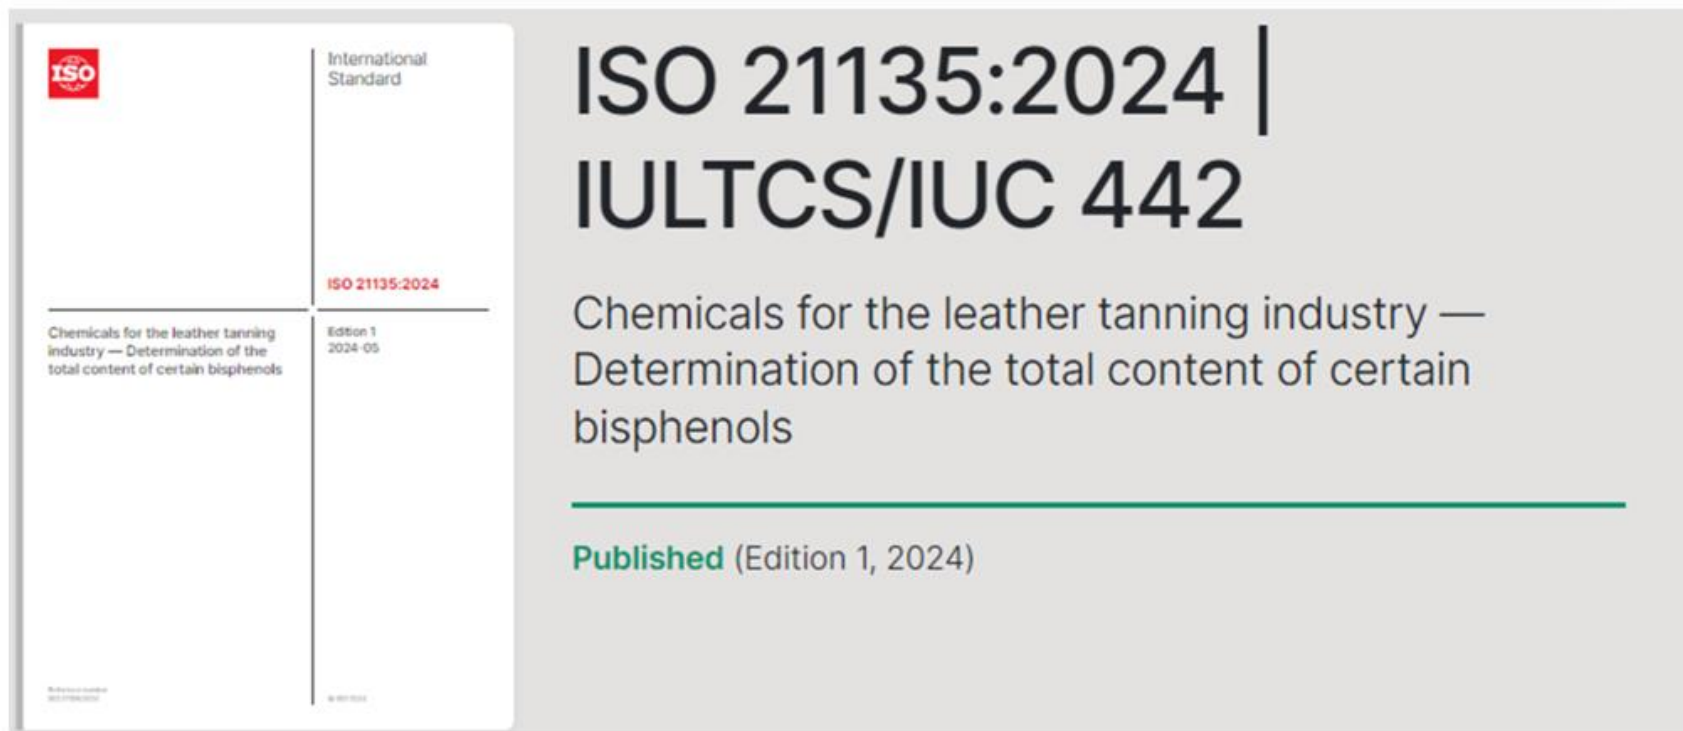 ISO
International
Standard
ISO 21135:2024
Chemicals for the leather tanning
industry — Determination of the
total content of certain bisphenols
Edition 1
2024-05
ISO 21135:2024 |
IULTCS/IUC 442
Chemicals for the leather tanning industry —
Determination of the total content of certain
bisphenols
Published (Edition 1, 2024)